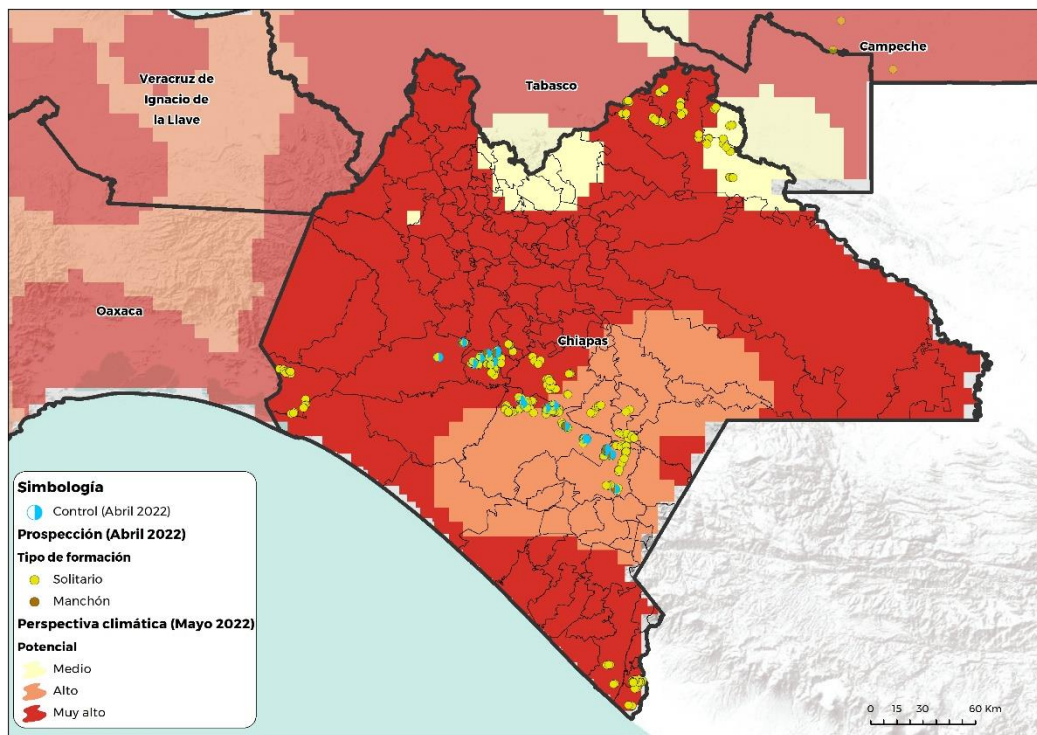 Campeche
Veracruz de
Ignacio de
la Llave
Tabasco
Oaxaca
Chiapas
Simbología
Control (Abril 2022)
Prospección (Abril 2022)
Tipo de formación
Solitario
Manchón
Perspectiva climática (Mayo 2022)
Potencial
Medio
Alto
Muy alto
0 15 30 60 Km